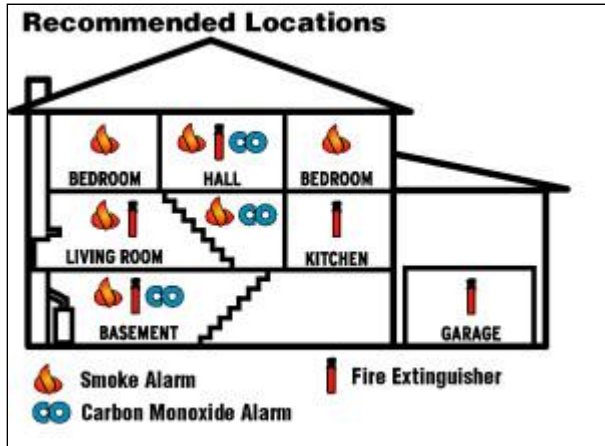 Recommended Locations
BEDROOM
HALL
BEDROOM
LIVING ROOM
KITCHEN
BASEMENT
GARAGE
Smoke Alarm
Fire Extinguisher
Carbon Monoxide Alarm